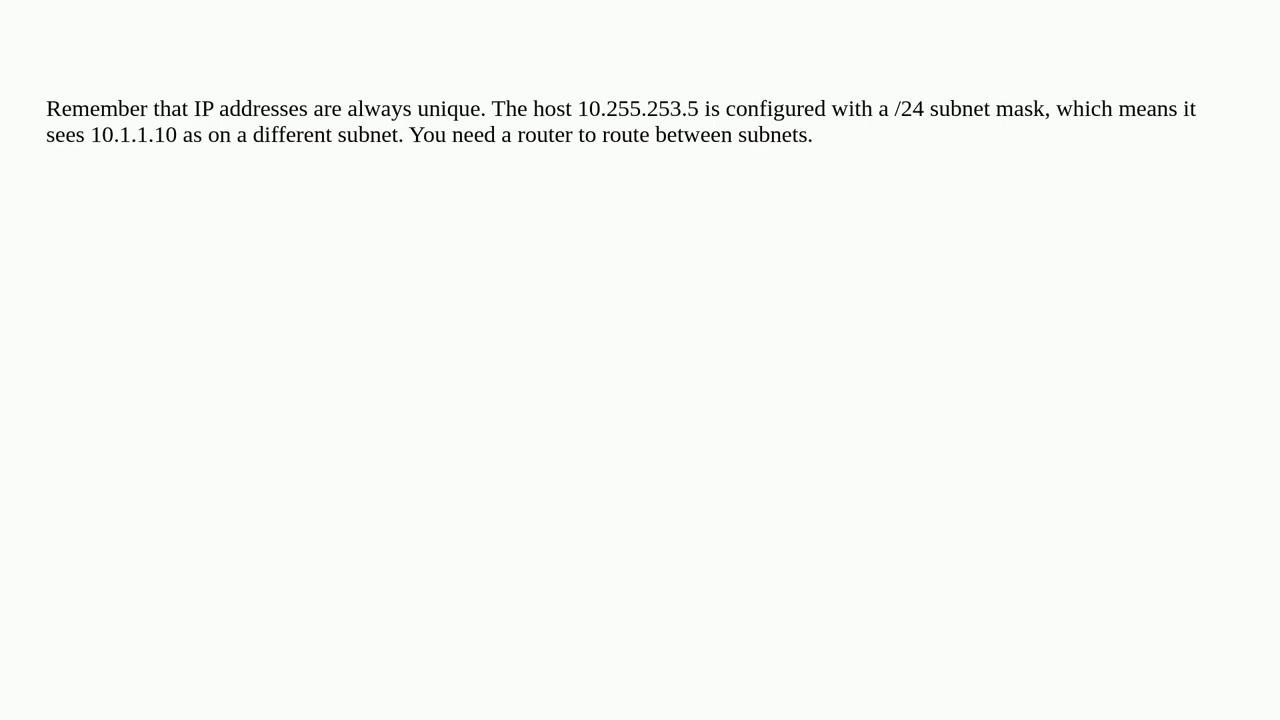 Remember that IP addresses are always unique. The host 10.255.253.5 is configured with a /24 subnet mask, which means it
sees 10.1.1.10 as on a different subnet. You need a router to route between subnets.